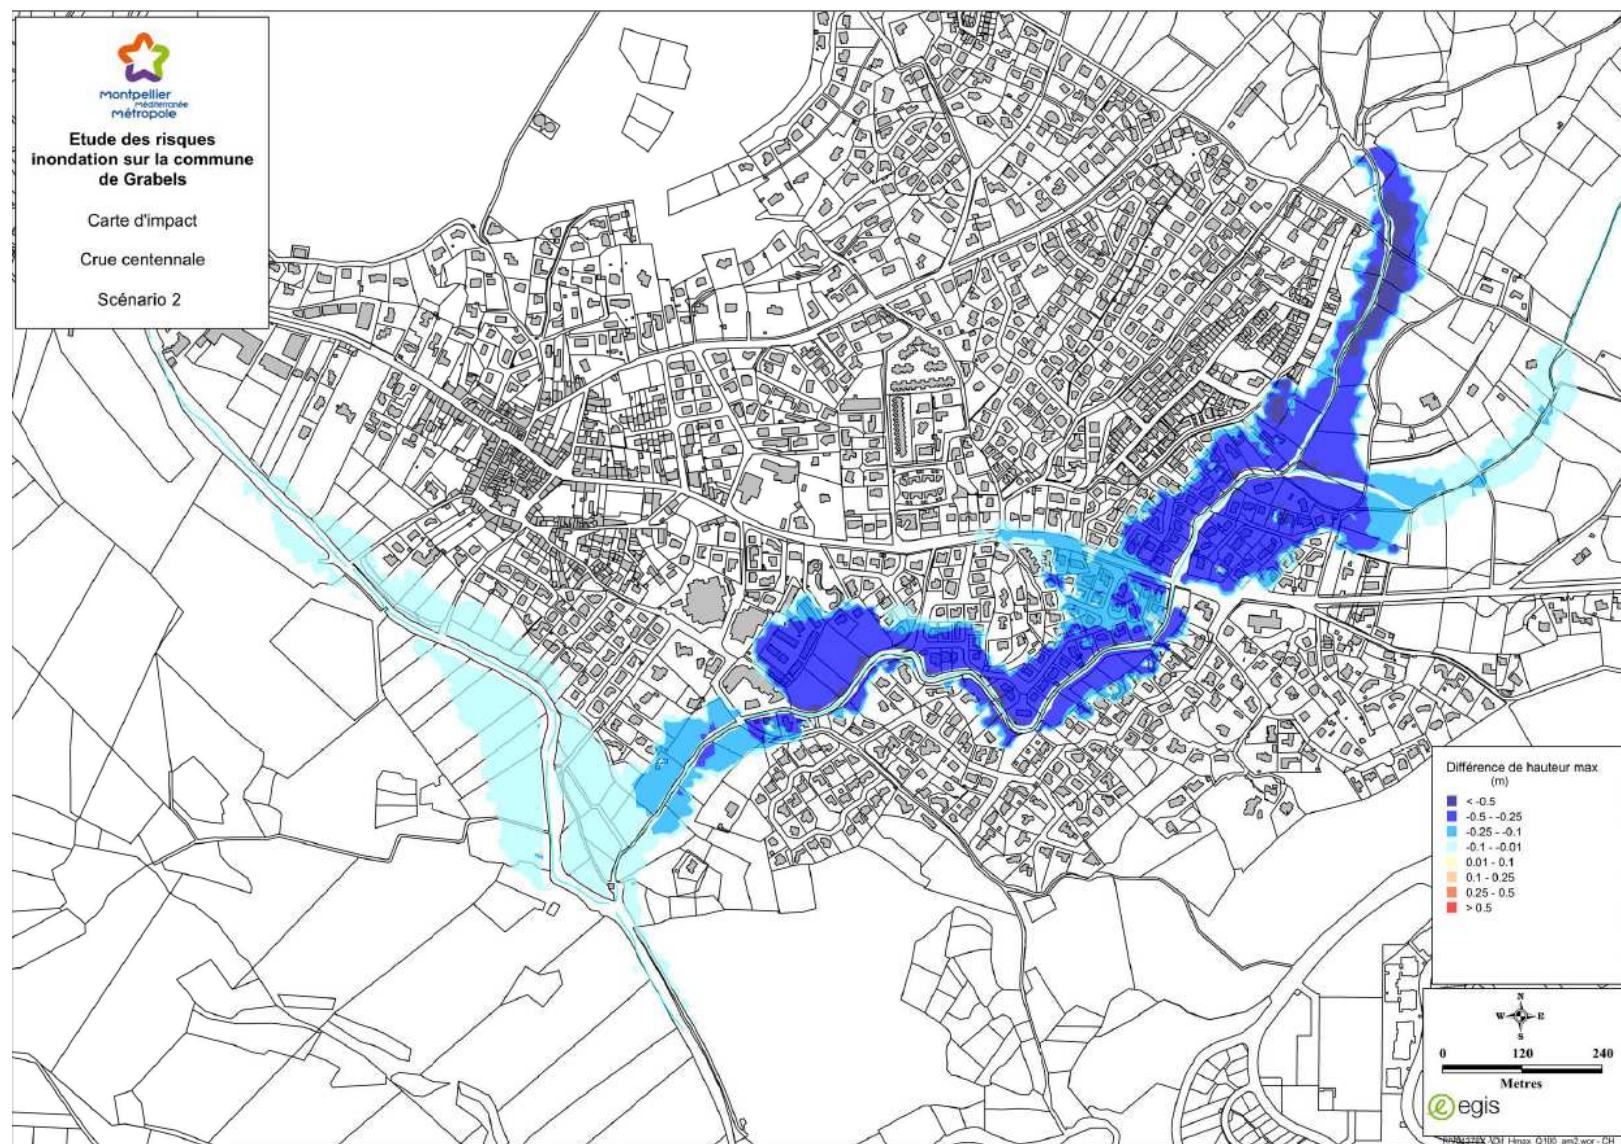 montpellier
Méditerranée
métropole
Etude des risques
inondation sur la commune
de Grabels
Carte d'impact
Crue centennale
Scénario 2
Différence de hauteur max
(m)
< -0.5
-0.5 - -0.25
-0.25 - -0.1
-0.1 - -0.01
0.01 - 0.1
0.1 - 0.25
0.25 - 0.5
> 0.5
N
W E
S
0 120 240
Metres
egis